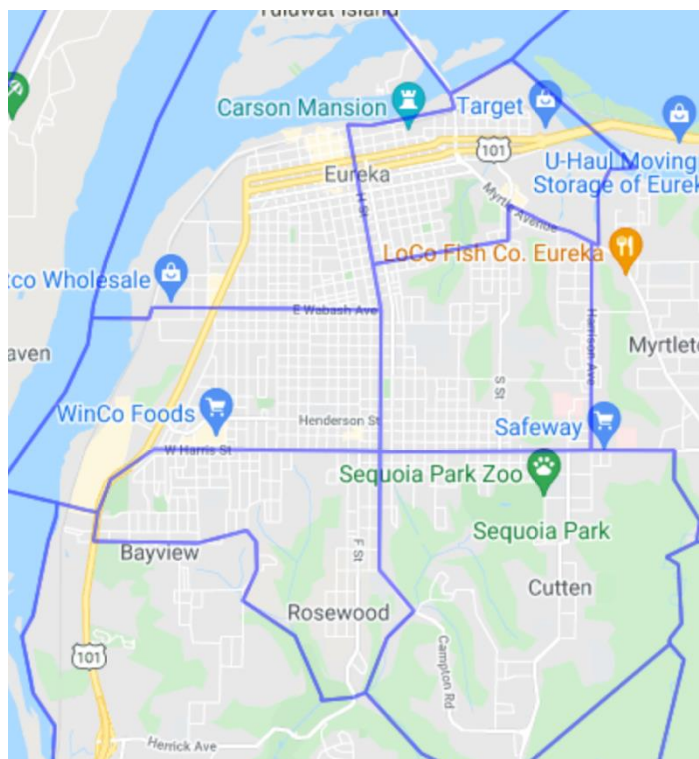 Tuluwat Island
Carson Mansion
Target
101
U-Haul Moving
Storage of Eurek
Eureka
H St
Myrtle Avenue
LoCo Fish Co. Eureka
tco Wholesale
E Wabash Ave
Harrison Ave
aven
Myrtlet
S St
WinCo Foods
Henderson St
Safeway
W Harris St
Sequoia Park Zoo
Sequoia Park
Bayview
F St
Cutten
Rosewood
101
Campton Rd
Herrick Ave